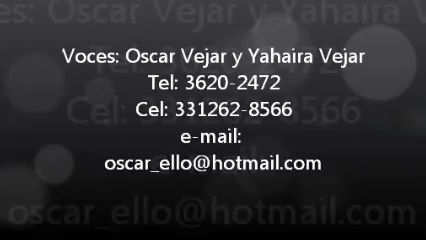 Voces: Oscar Vejar y Yahaira Vejar
Tel: 3620-2472
Cel: 331262-8566
e-mail:
oscar_ello@hotmail.com